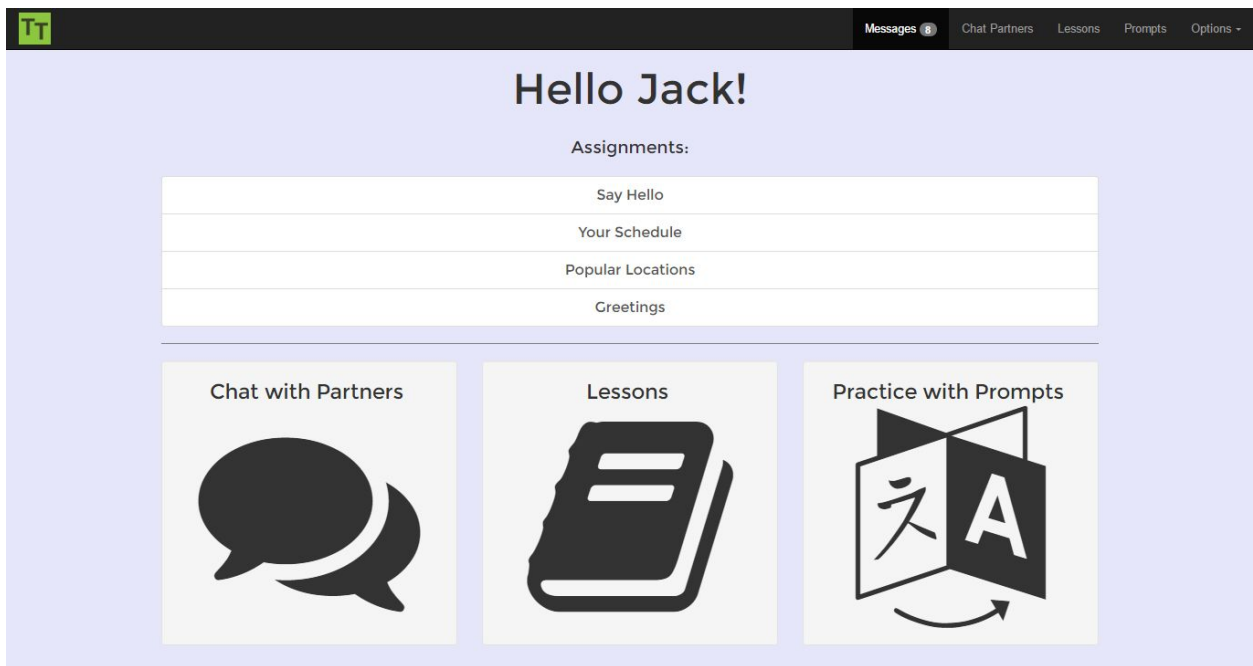 TT
Messages 8 Chat Partners Lessons Prompts Options
Hello Jack!
Assignments:
Say Hello
Your Schedule
Popular Locations
Greetings
Chat with Partners
Lessons
Practice with Prompts
A